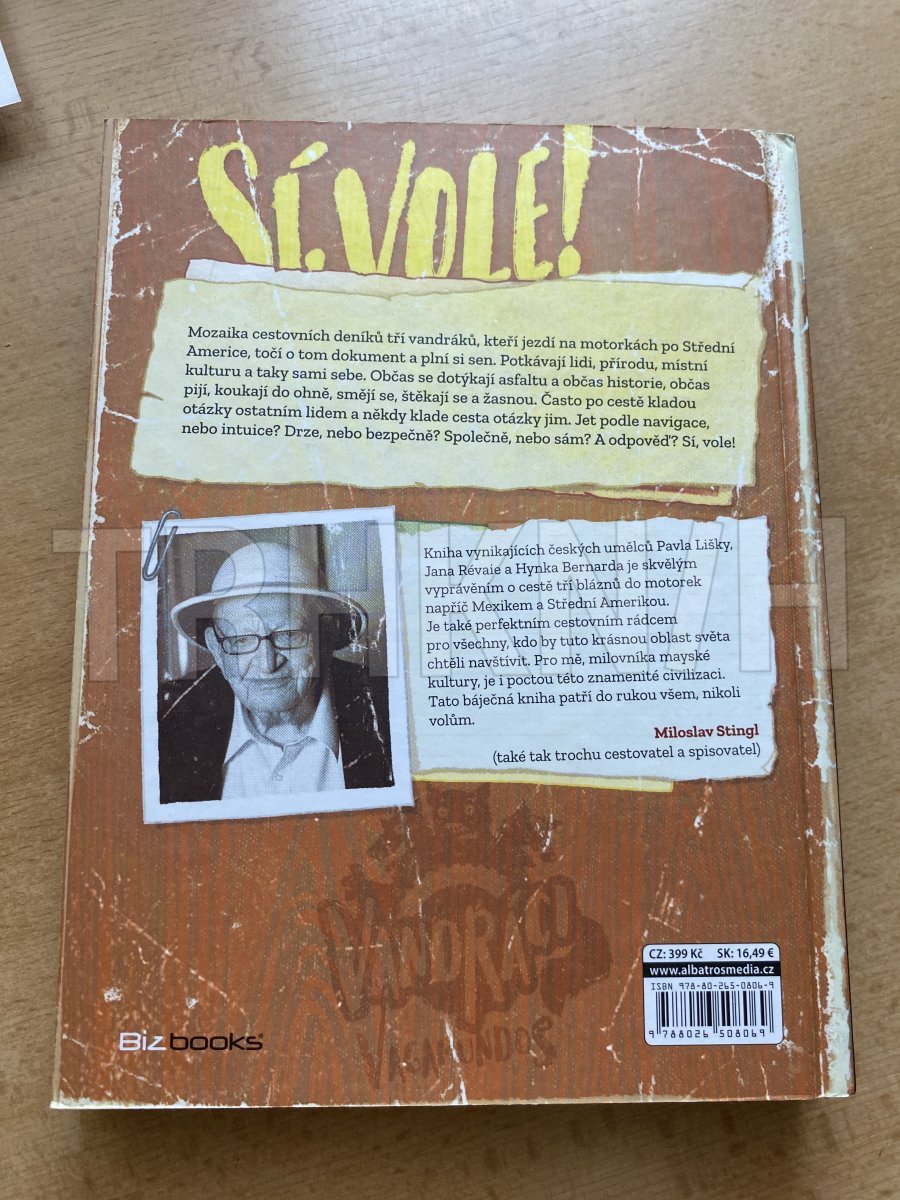 SÍ, VOLE!
Mozaika cestovních deníků tří vandráků, kteří jezdí na motorkách po Střední
Americe, točí o tom dokument a plní si sen. Potkávají lidi, přírodu, místní
kulturu a taky sami sebe. Občas se dotýkají asfaltu a občas historie, občas
pijí, koukají do ohně, smějí se, štěkají se a žasnou. Často po cestě kladou
otázky ostatním lidem a někdy klade cesta otázky jim. Jet podle navigace,
nebo intuice? Drze, nebo bezpečně? Společně, nebo sám? A odpověď? Sí, vole!
Kniha vynikajících českých umělců Pavla Lišky,
Jana Révaie a Hynka Bernarda je skvělým
vyprávěním o cestě tří bláznů do motorek
napříč Mexikem a Střední Amerikou.
Je také perfektním cestovním rádcem
pro všechny, kdo by tuto krásnou oblast světa
chtěli navštívit. Pro mě, milovníka mayské
kultury, je i poctou této znamenité civilizaci.
Tato báječná kniha patří do rukou všem, nikoli
volům.
Miloslav Stingl
(také tak trochu cestovatel a spisovatel)
TRH KNIH
VANDRÁCI
VAGAMUNDOS
Bizbooks
CZ: 399 Kč SK: 16,49 €
www.albatrosmedia.cz
ISBN 978-80-265-0806-9
9 788026 508069